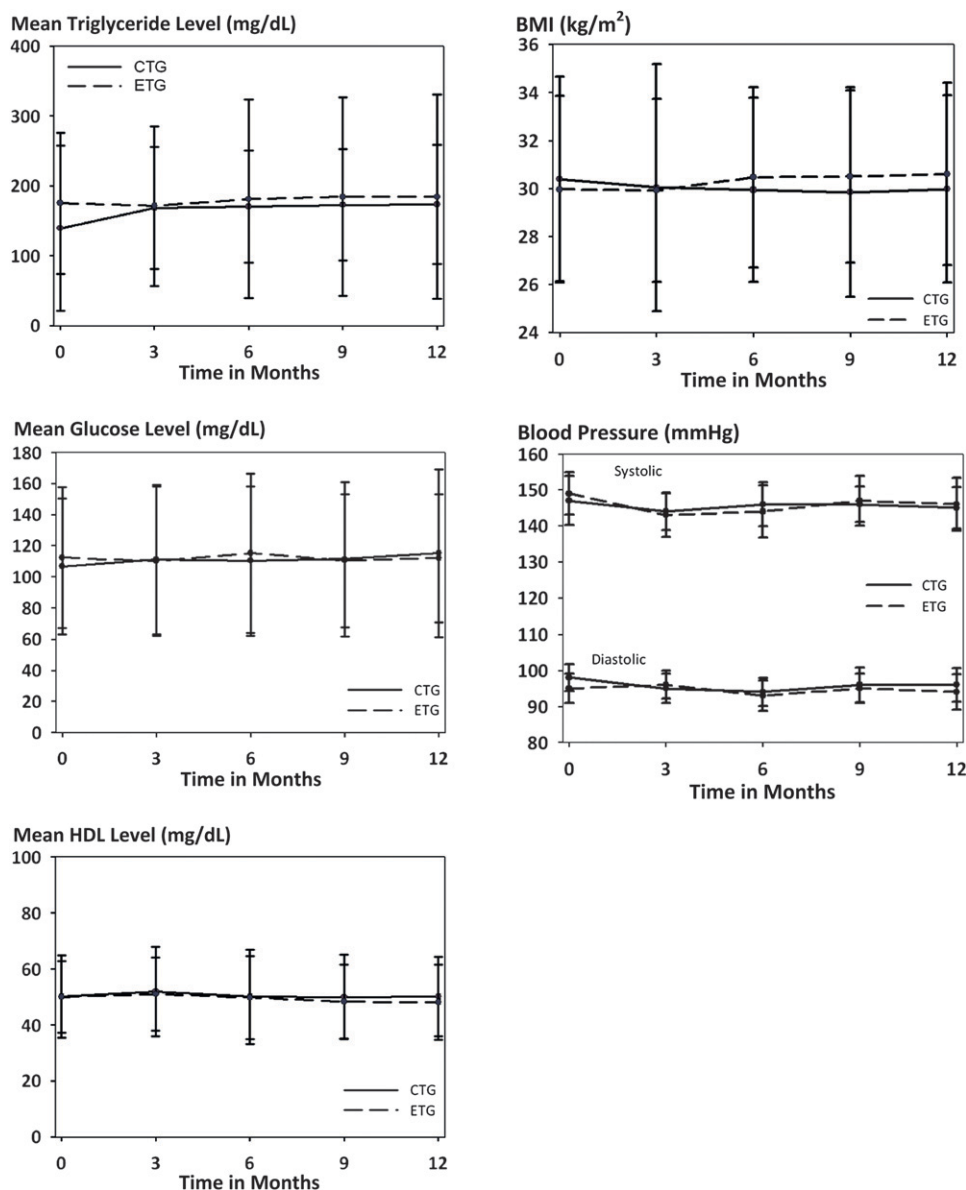 Mean Triglyceride Level (mg/dL)
400
300
200
100
0
CTG
ETG
0 3 6 9 12
Time in Months
BMI (kg/m²)
36
34
32
30
28
26
24
CTG
ETG
0 3 6 9 12
Time in Months
Mean Glucose Level (mg/dL)
180
160
140
120
100
80
60
40
20
0
CTG
ETG
0 3 6 9 12
Time in Months
Blood Pressure (mmHg)
160
150
140
130
120
110
100
90
80
Systolic
CTG
ETG
Diastolic
0 3 6 9 12
Time in Months
Mean HDL Level (mg/dL)
100
80
60
40
20
0
CTG
ETG
0 3 6 9 12
Time in Months